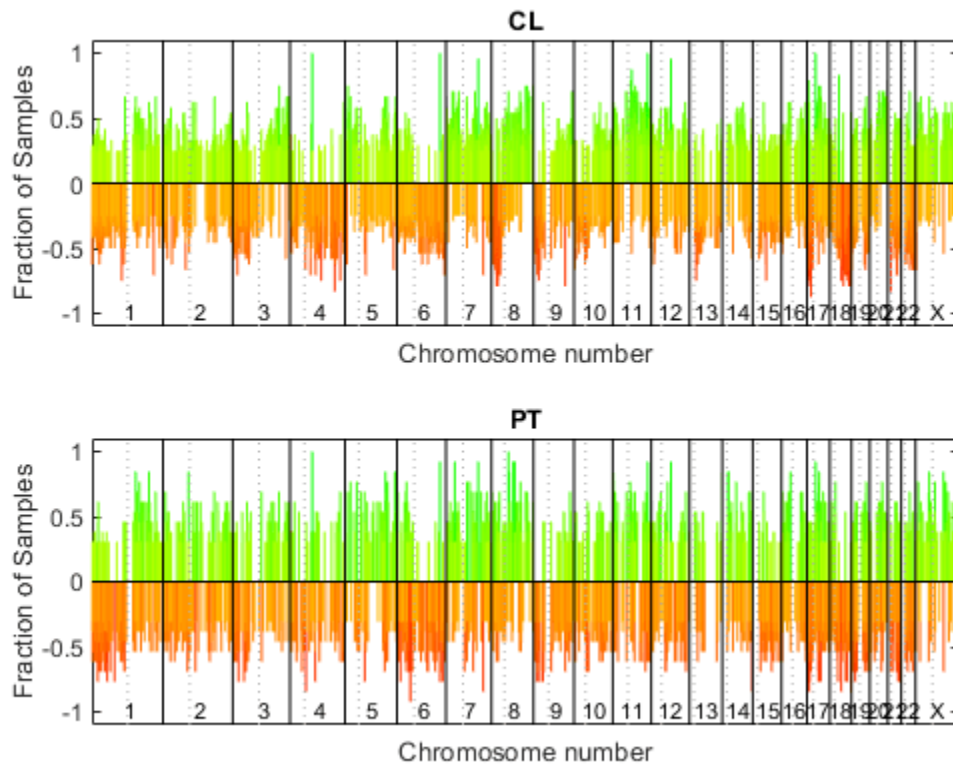 CL
Fraction of Samples
1
0.5
0
-0.5
-1
1 2 3 4 5 6 7 8 9 10 11 12 13 14 15 16 17 18 19 20 21 22 X
Chromosome number
PT
Fraction of Samples
1
0.5
0
-0.5
-1
1 2 3 4 5 6 7 8 9 10 11 12 13 14 15 16 17 18 19 20 21 22 X
Chromosome number